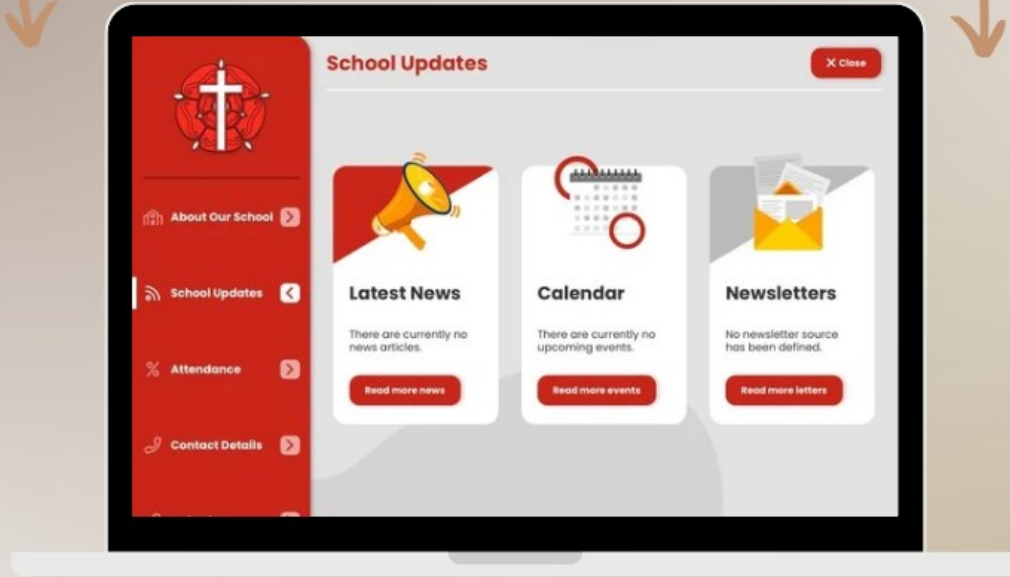 School Updates
X Close
About Our School
School Updates
Attendance
Contact Details
Latest News
There are currently no
news articles.
Read more news
Calendar
There are currently no
upcoming events.
Read more events
Newsletters
No newsletter source
has been defined.
Read more letters